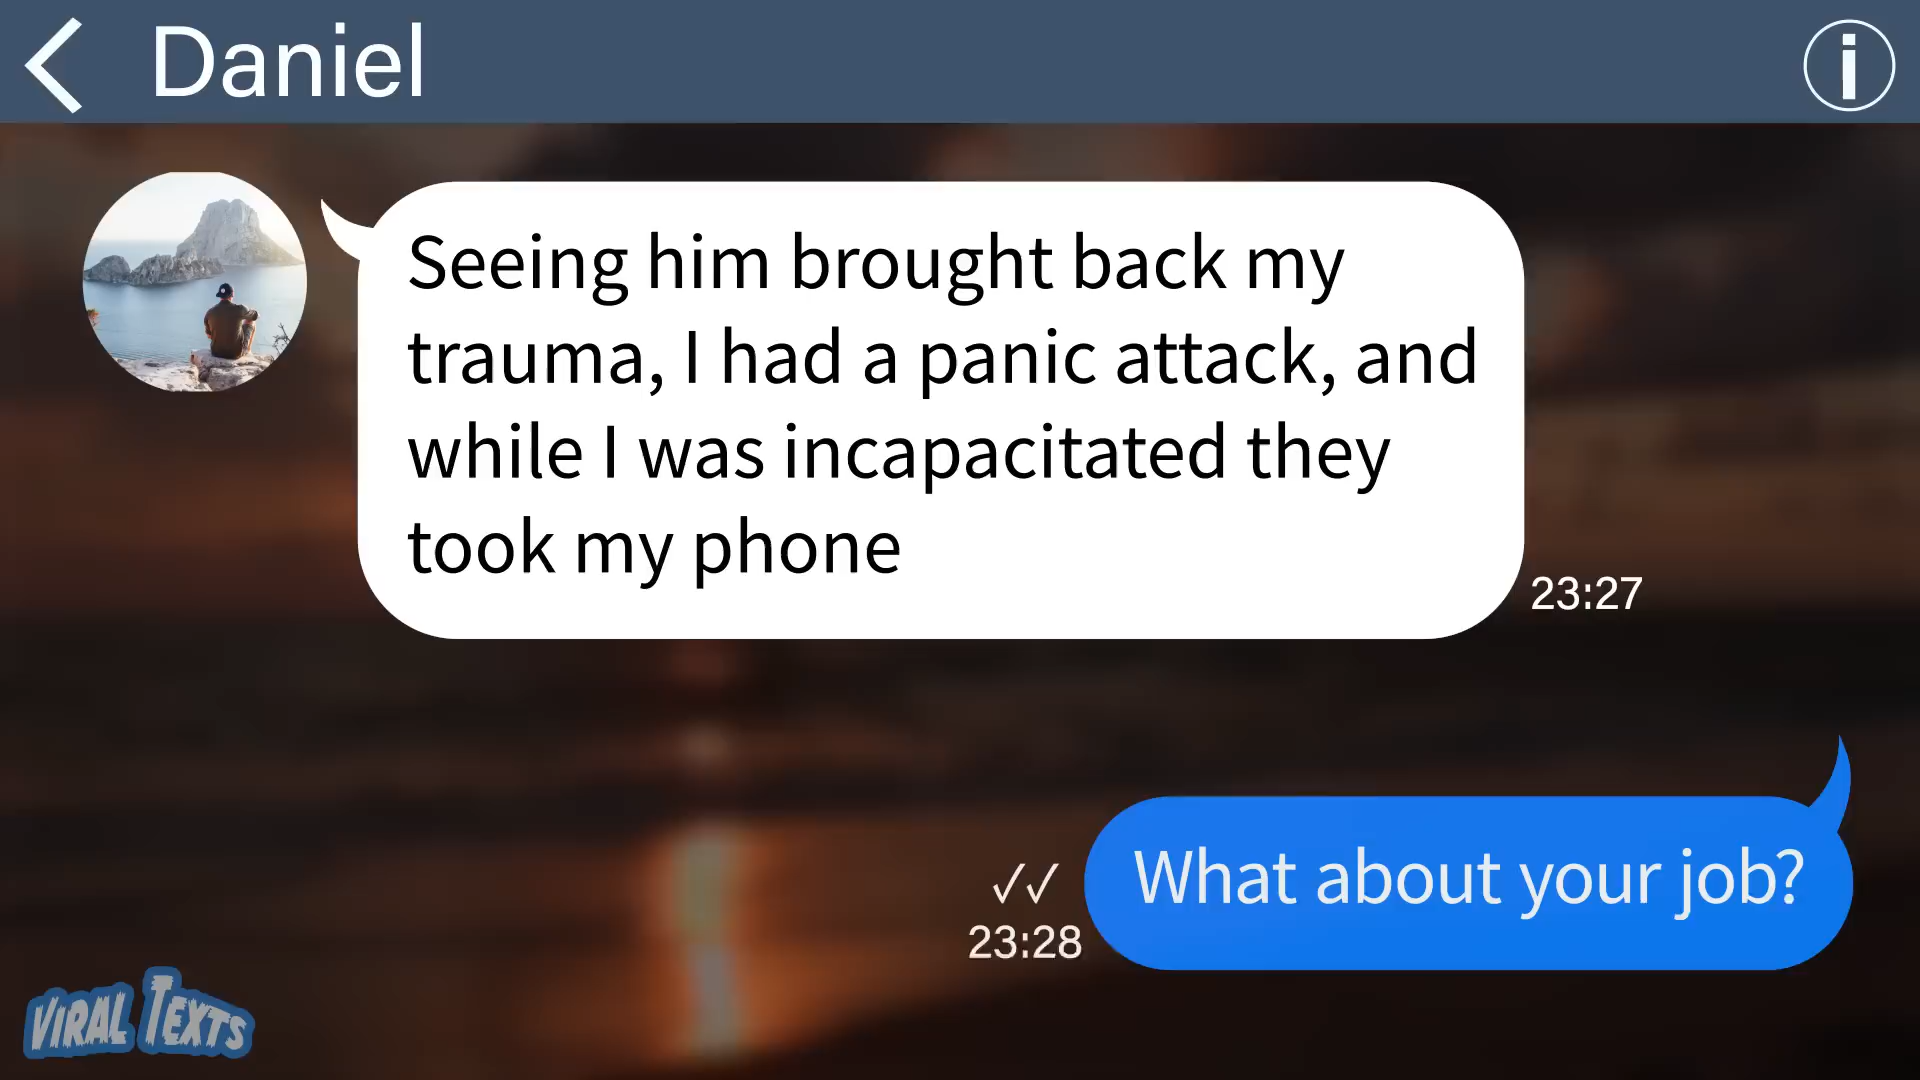 Daniel
Seeing him brought back my
trauma, I had a panic attack, and
while I was incapacitated they
took my phone
23:27
What about your job?
23:28
VIRAL TEXTS